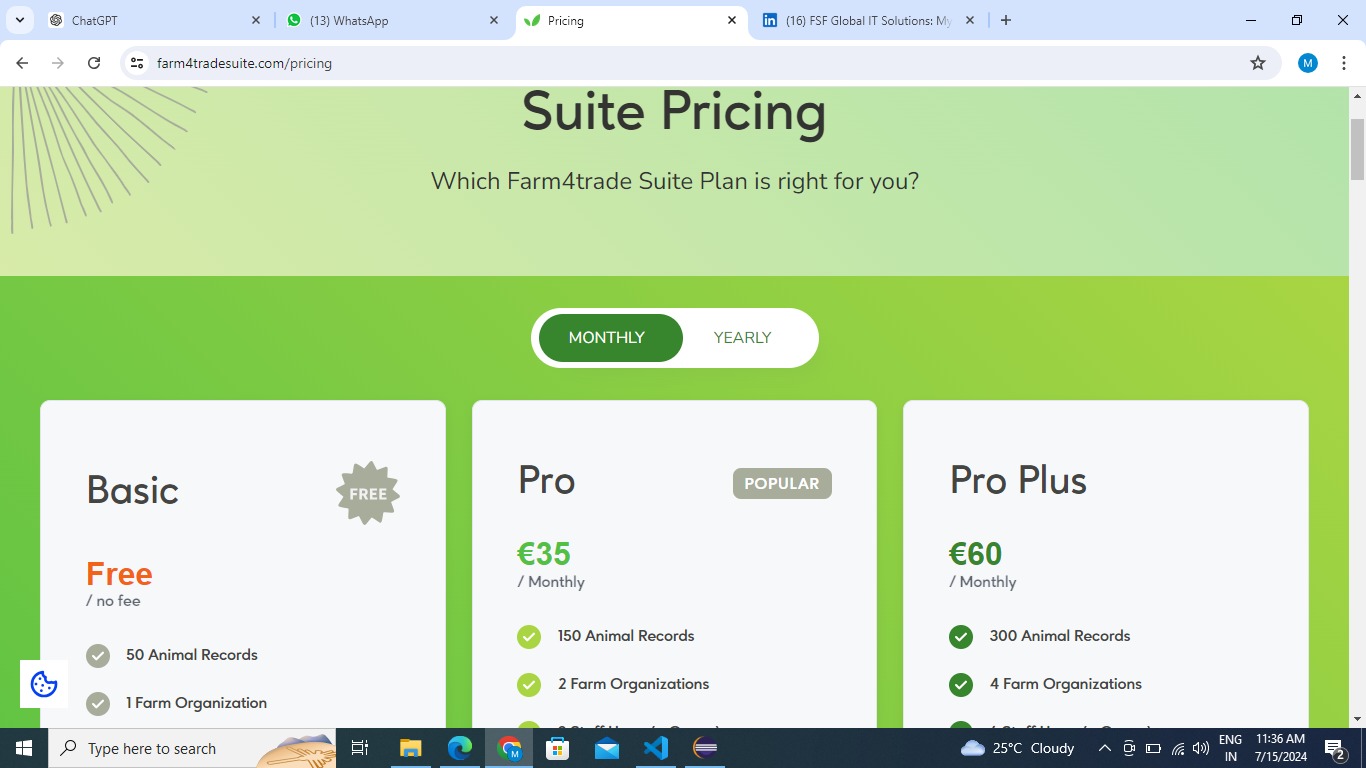 ChatGPT
(13) WhatsApp
Pricing
(16) FSF Global IT Solutions: My
farm4tradesuite.com/pricing
M
Suite Pricing
Which Farm4trade Suite Plan is right for you?
MONTHLY
YEARLY
Basic
FREE
Free
/ no fee
50 Animal Records
1 Farm Organization
Pro
POPULAR
€35
/ Monthly
150 Animal Records
2 Farm Organizations
Pro Plus
€60
/ Monthly
300 Animal Records
4 Farm Organizations
Type here to search
M
25°C Cloudy
ENG
IN
11:36 AM
7/15/2024
2